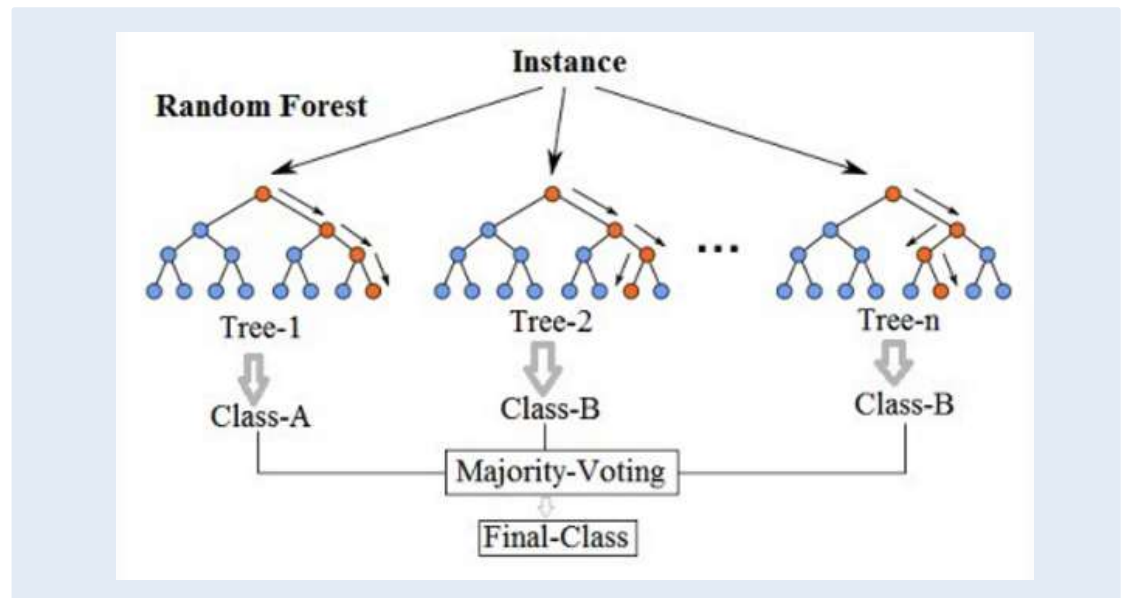 Instance
Random Forest
...
Tree-1
Tree-2
Tree-n
Class-A
Class-B
Class-B
Majority-Voting
Final-Class